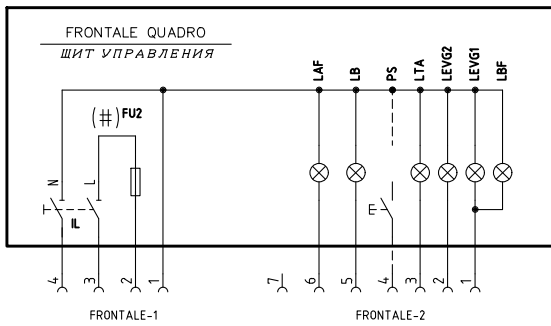 FRONTALE QUADRO
ЩИТ УПРАВЛЕНИЯ
LAF
LB
PS
LTA
LEVG2
LEVG1
LBF
(#) FU2
N
L
IL
4
3
2
1
7
6
5
4
3
2
1
FRONTALE-1
FRONTALE-2